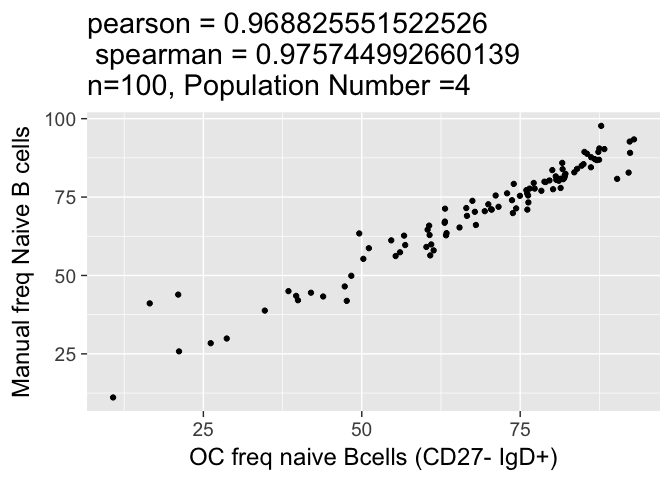 pearson = 0.968825551522526
spearman = 0.975744992660139
n=100, Population Number =4
Manual freq Naive B cells
100
75
50
25
25
50
75
OC freq naive Bcells (CD27- IgD+)